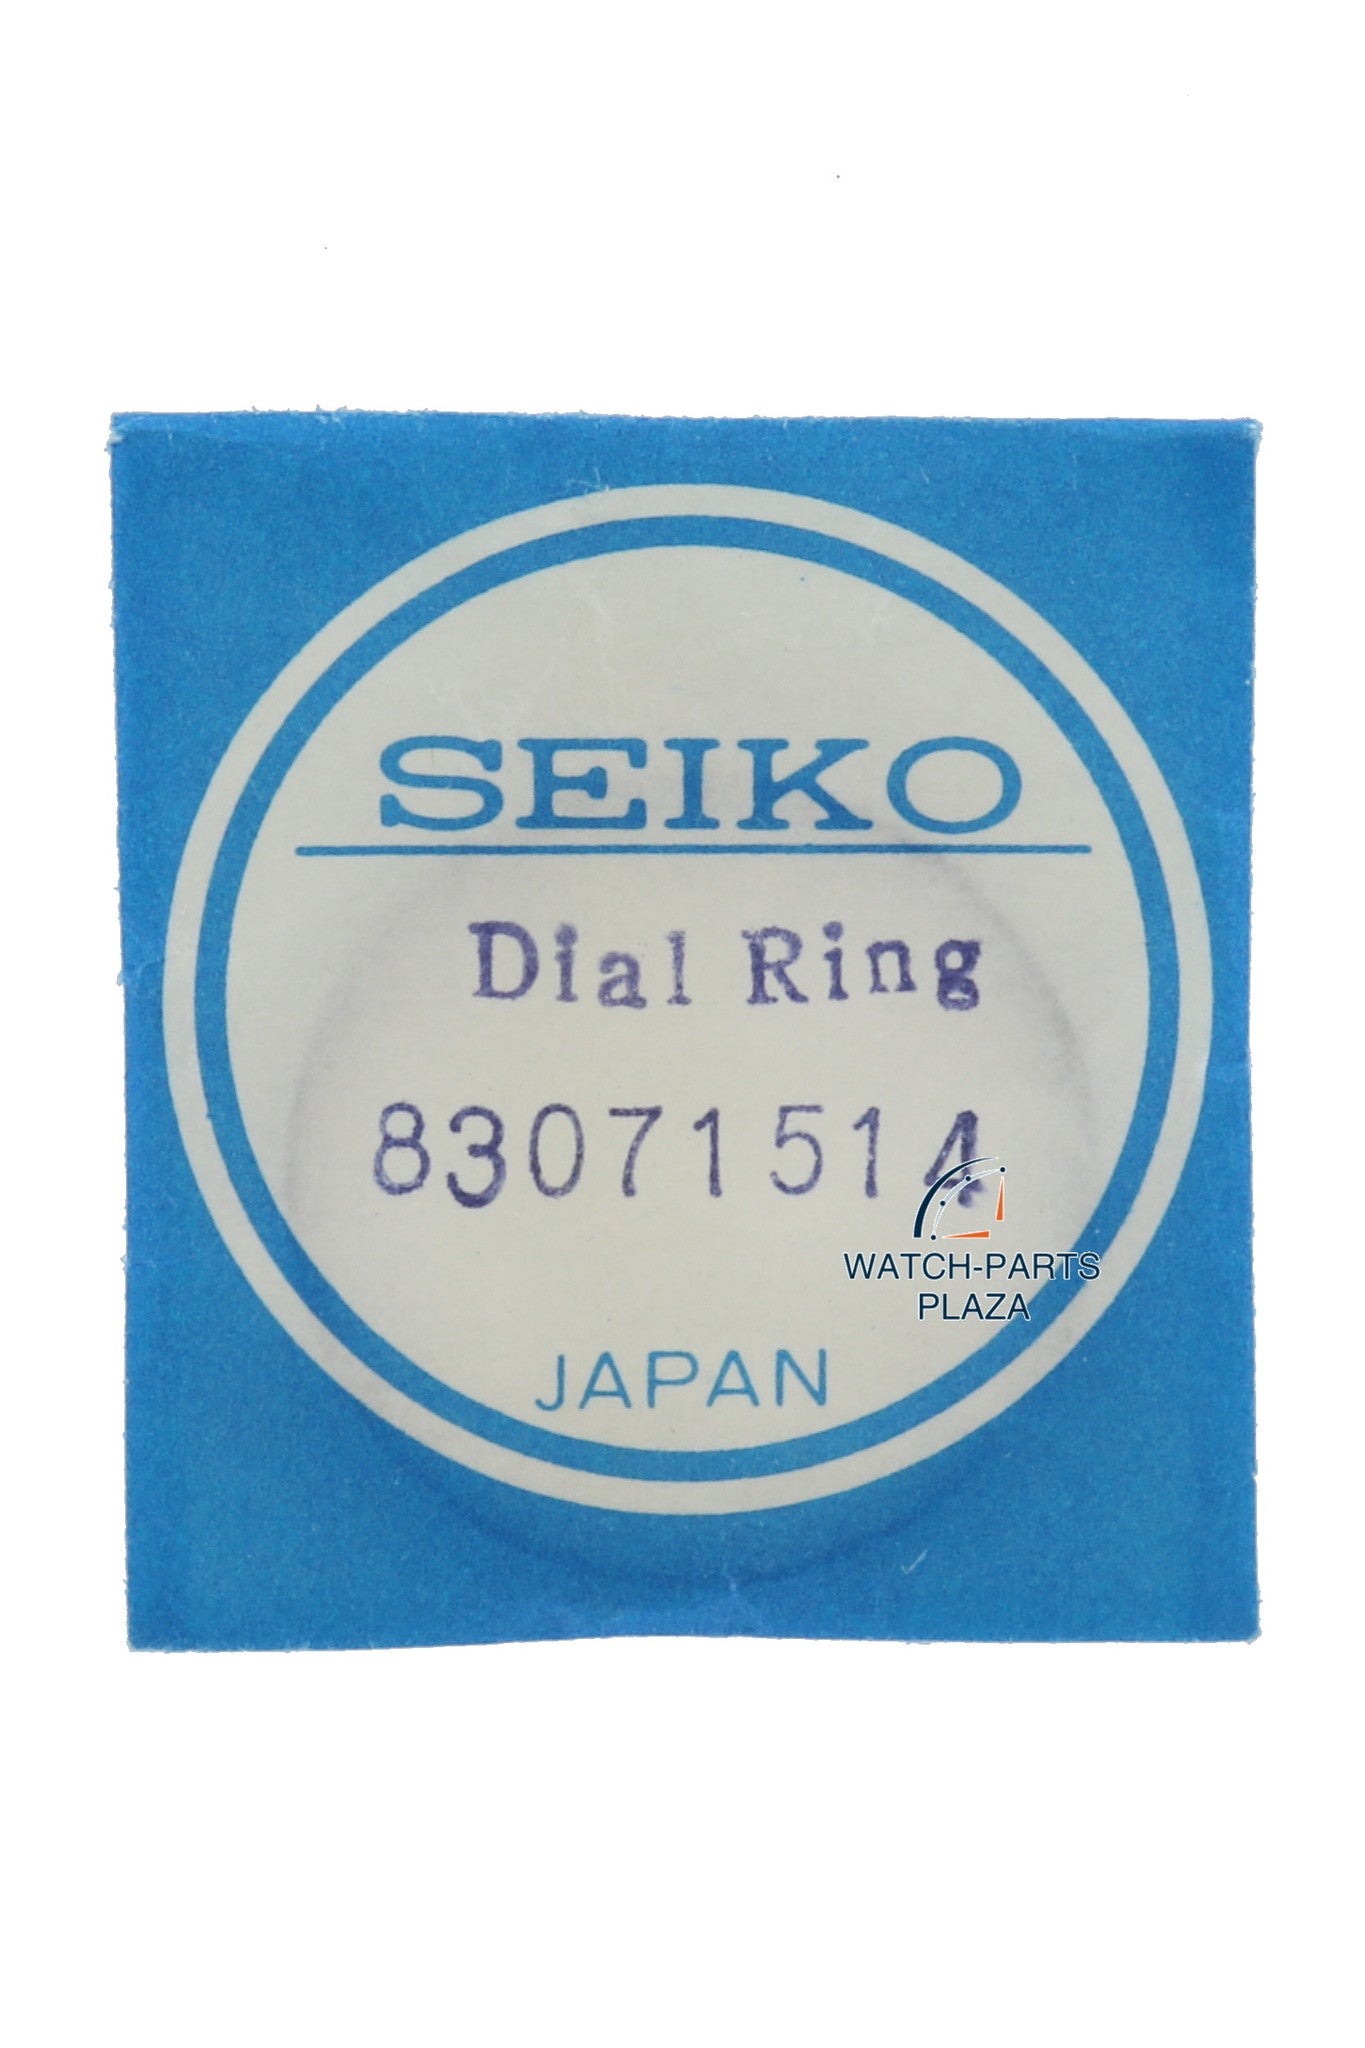 SEIKO
Dial Ring
83071514
WATCH-PARTS
PLAZA
JAPAN